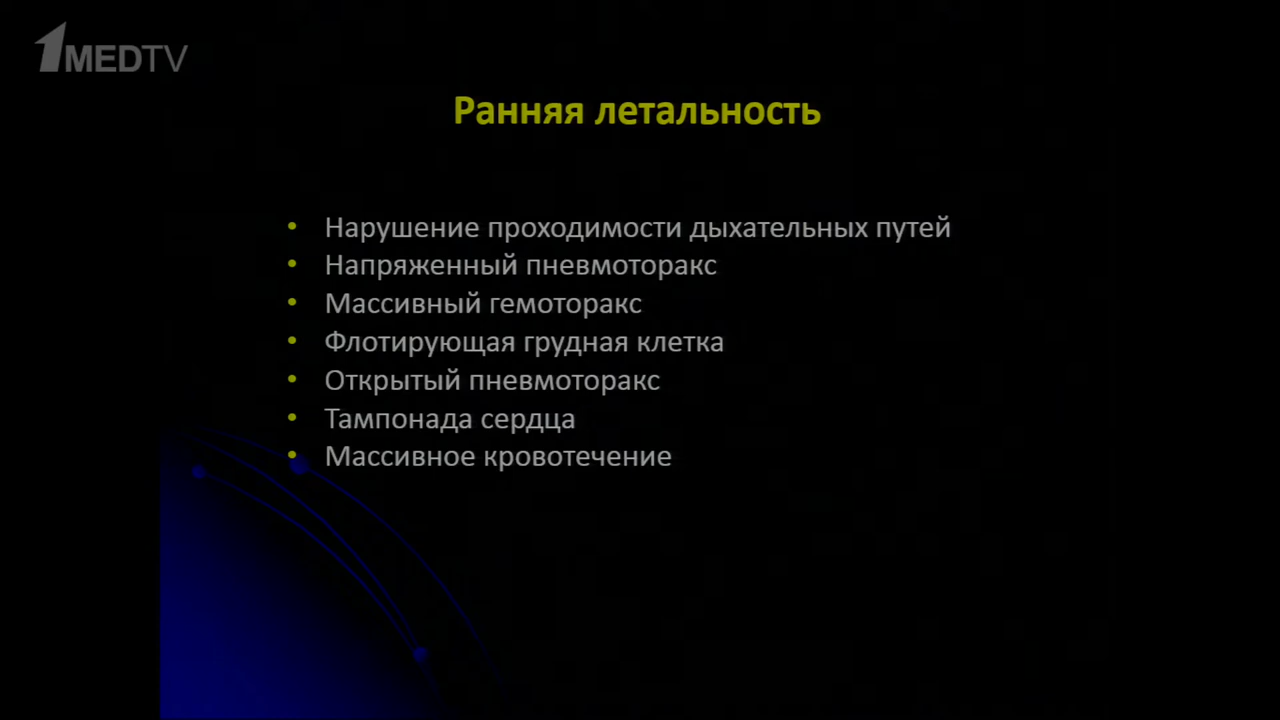 1MEDTV
Ранняя летальность
• Нарушение проходимости дыхательных путей
• Напряженный пневмоторакс
• Массивный гемоторакс
• Флотирующая грудная клетка
• Открытый пневмоторакс
• Тампонада сердца
• Массивное кровотечение